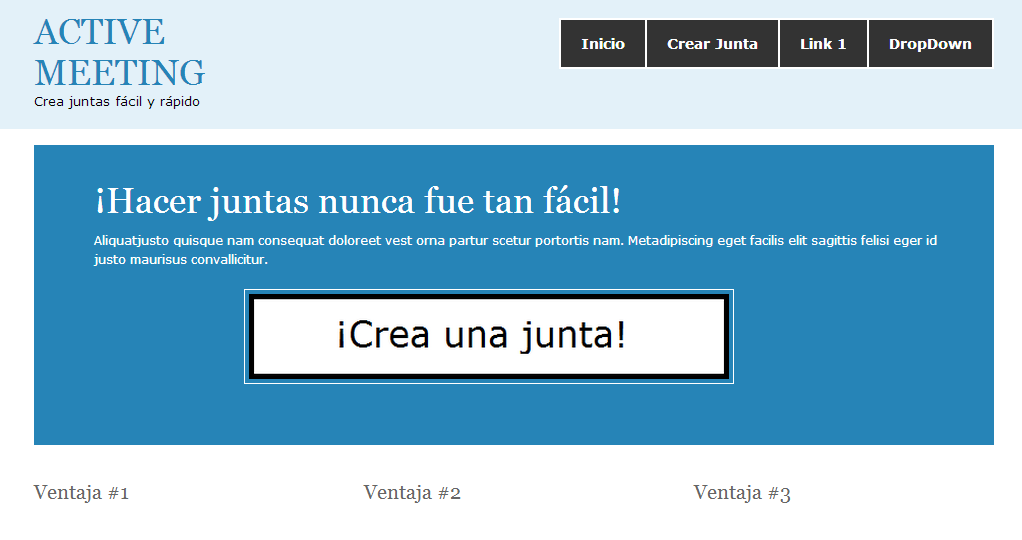 ACTIVE
MEETING
Crea juntas fácil y rápido
Inicio
Crear Junta
Link 1
DropDown
¡Hacer juntas nunca fue tan fácil!
Aliquatjusto quisque nam consequat doloreet vest orna partur scetur portortis nam. Metadipiscing eget facilis elit sagittis felisi eger id
justo maurisus convallicitur.
¡Crea una junta!
Ventaja #1
Ventaja #2
Ventaja #3